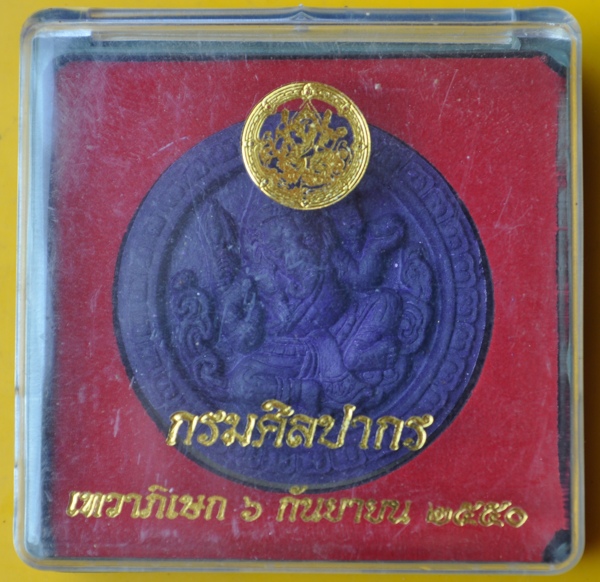 กรมศิลปากร
เทวาภิเษก ๖ กันยายน ๒๕๕๐